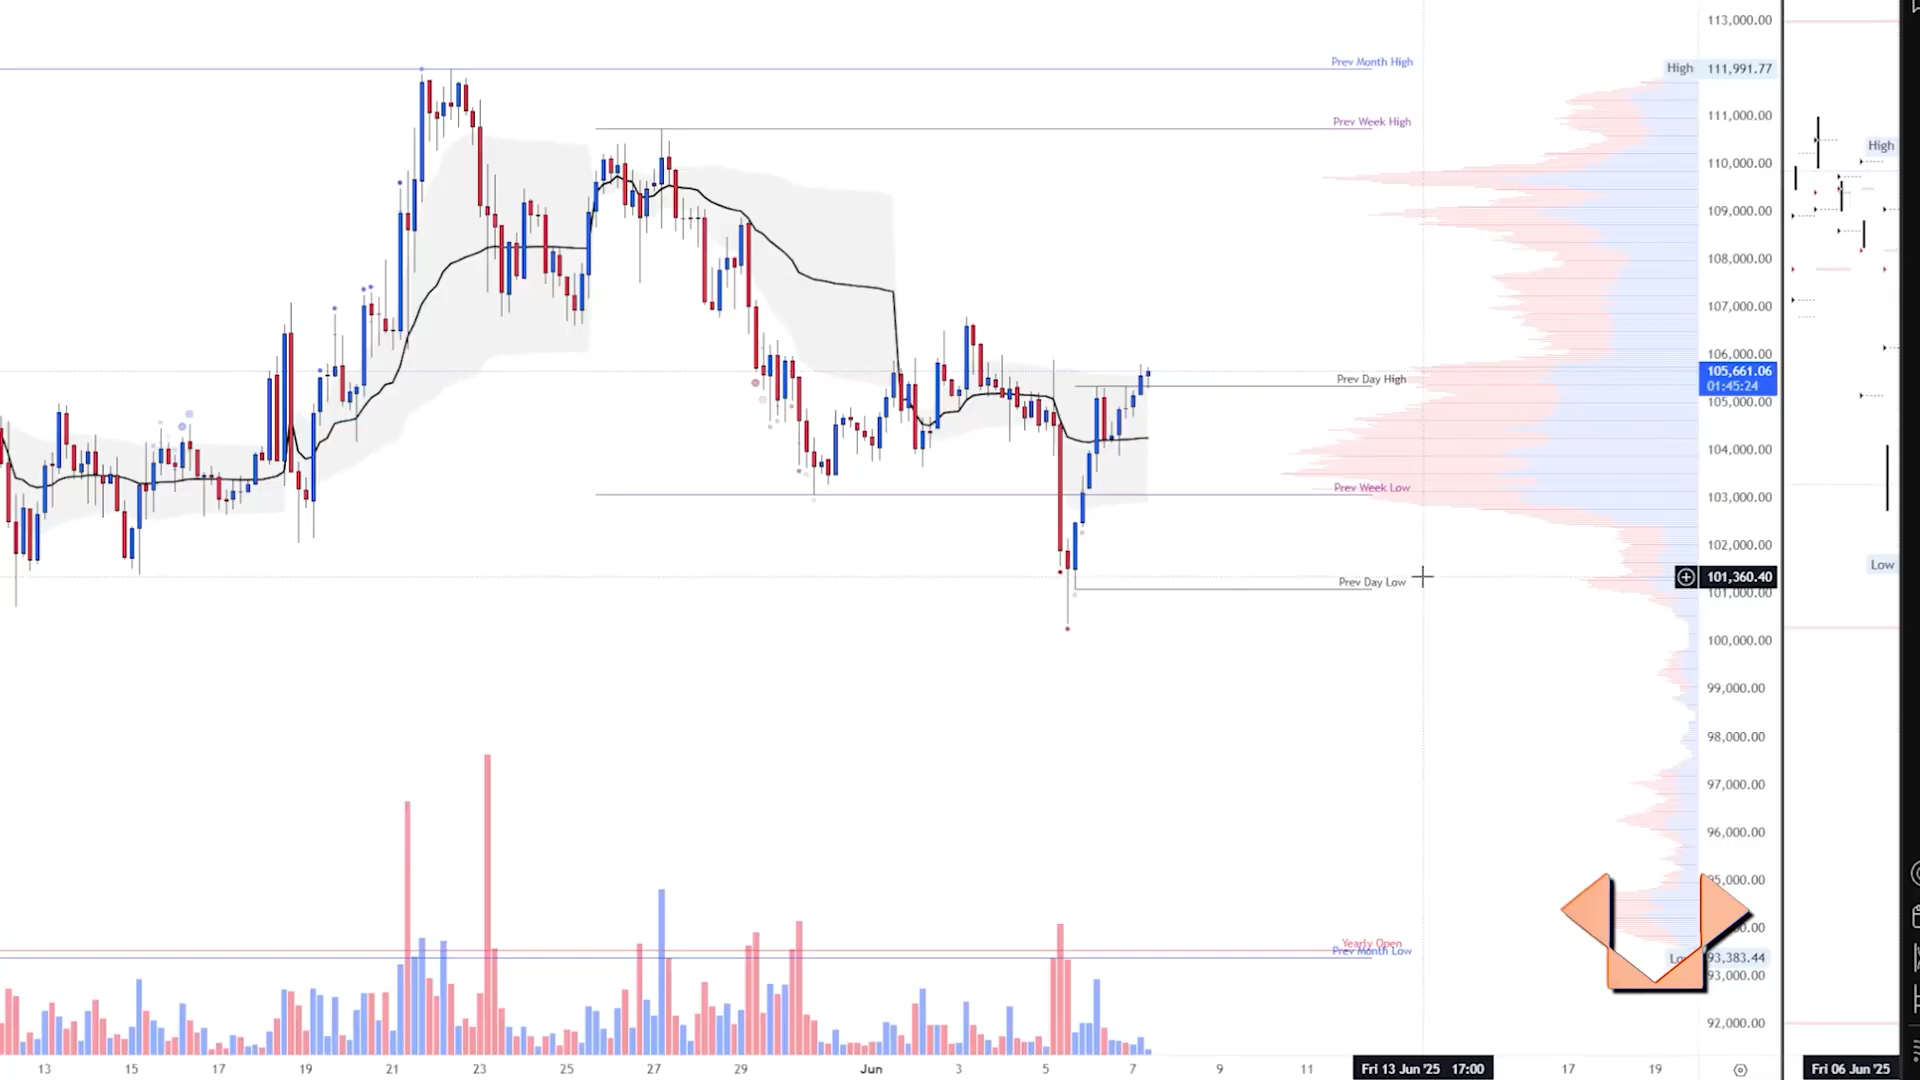 113,000.00
Prev Month High
High 111,991.77
111,000.00
Prev Week High
High
110,000.00
109,000.00
108,000.00
107,000.00
106,000.00
105,661.06
01:45:24
Prev Day High
105,000.00
104,000.00
Prev Week Low
103,000.00
102,000.00
Low
101,360.40
Prev Day Low
101,000.00
100,000.00
99,000.00
98,000.00
97,000.00
96,000.00
95,000.00
Yearly Open
Prev Month Low
93,383.44
93,000.00
92,000.00
13 15 17 19 21 23 25 27 29 Jun 3 5 7 9 11 Fri 13 Jun '25 17:00 17 19 Fri 06 Jun '25